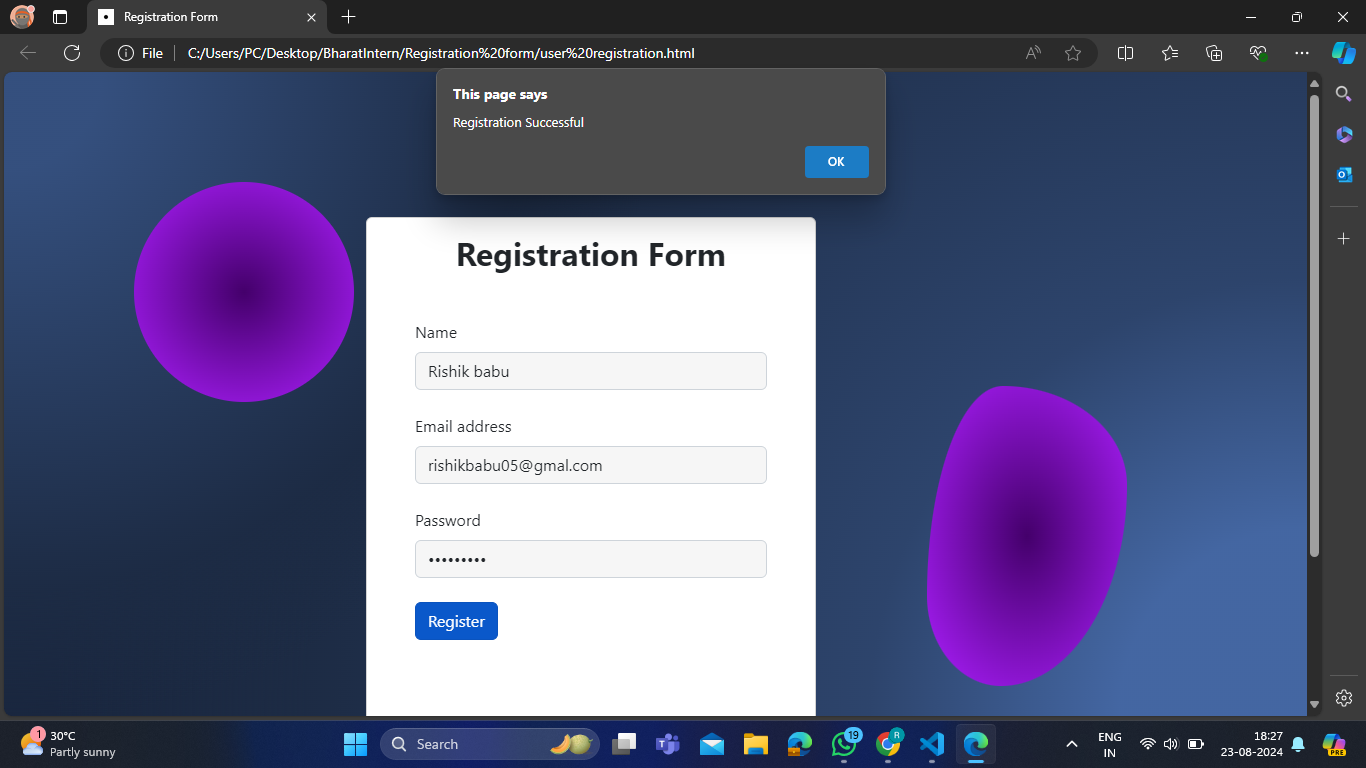 Registration Form
File
C:/Users/PC/Desktop/BharatIntern/Registration%20form/user%20registration.html
This page says
Registration Successful
OK
Registration Form
Name
Rishik babu
Email address
rishikbabu05@gmal.com
Password
•••••••••
Register
1
30°C
Partly sunny
Search
19
R
ENG
IN
18:27
23-08-2024
PRE